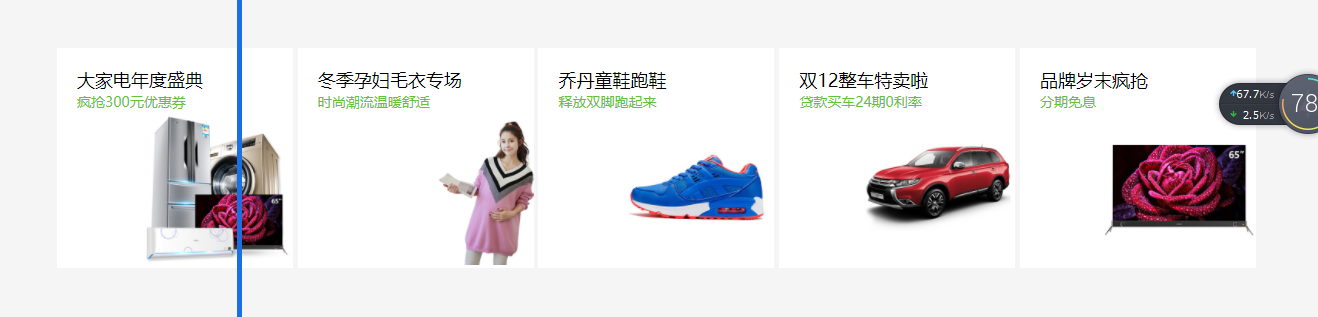 大家电年度盛典
疯抢300元优惠券
冬季孕妇毛衣专场
时尚潮流温暖舒适
乔丹童鞋跑鞋
释放双脚跑起来
双12整车特卖啦
贷款买车24期0利率
品牌岁末疯抢
分期免息
65"
65"
67.7K/s
2.5K/s
78